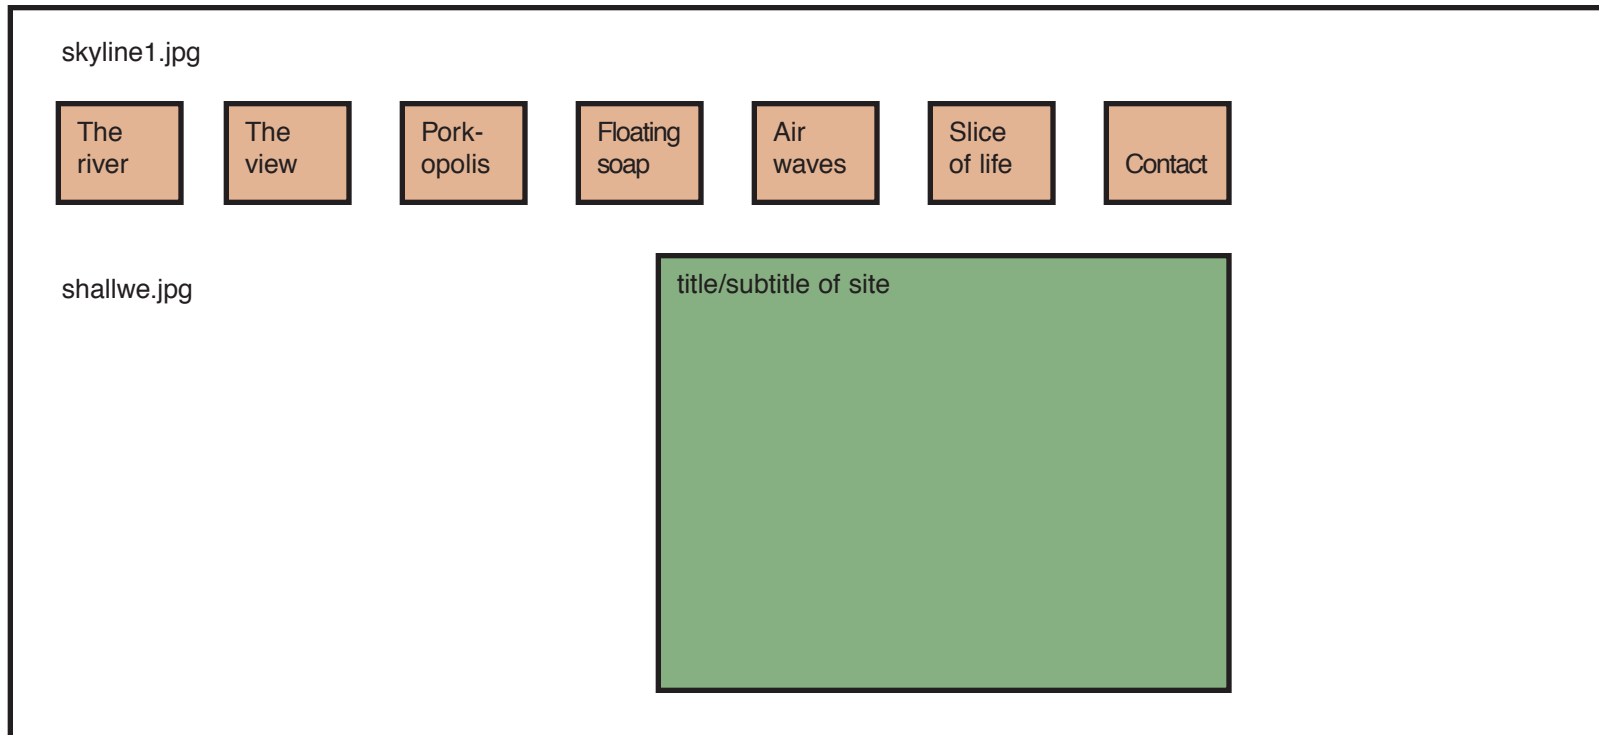 skyline1.jpg
The
river
The
view
Pork-
opolis
Floating
soap
Air
waves
Slice
of life
Contact
shallwe.jpg
title/subtitle of site